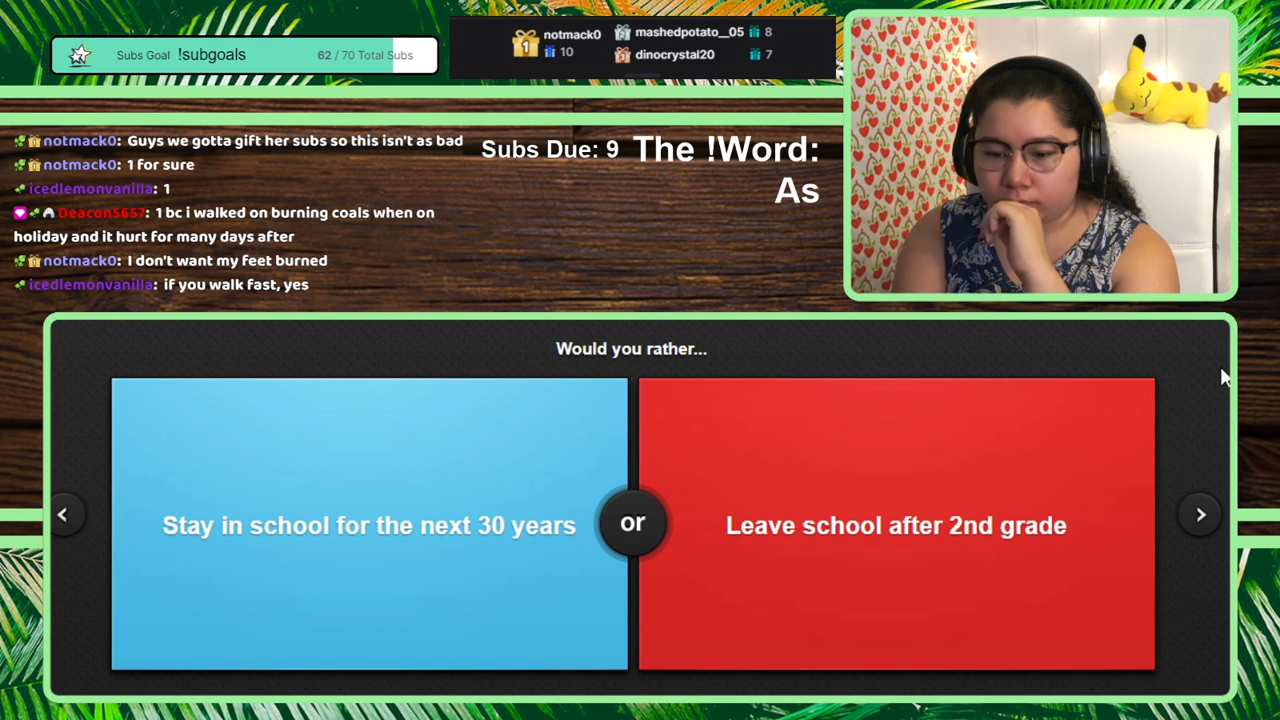 Subs Goal !subgoals 62 / 70 Total Subs
1 notmack0 10
2 mashedpotato__05 8
3 dinocrystal20 7
notmack0: Guys we gotta gift her subs so this isn't as bad
notmack0: 1 for sure
icedlemonvanilla: 1
Deacon5657: 1 bc i walked on burning coals when on
holiday and it hurt for many days after
notmack0: I don't want my feet burned
icedlemonvanilla: if you walk fast, yes
Subs Due: 9
The !Word:
As
Would you rather...
Stay in school for the next 30 years
or
Leave school after 2nd grade